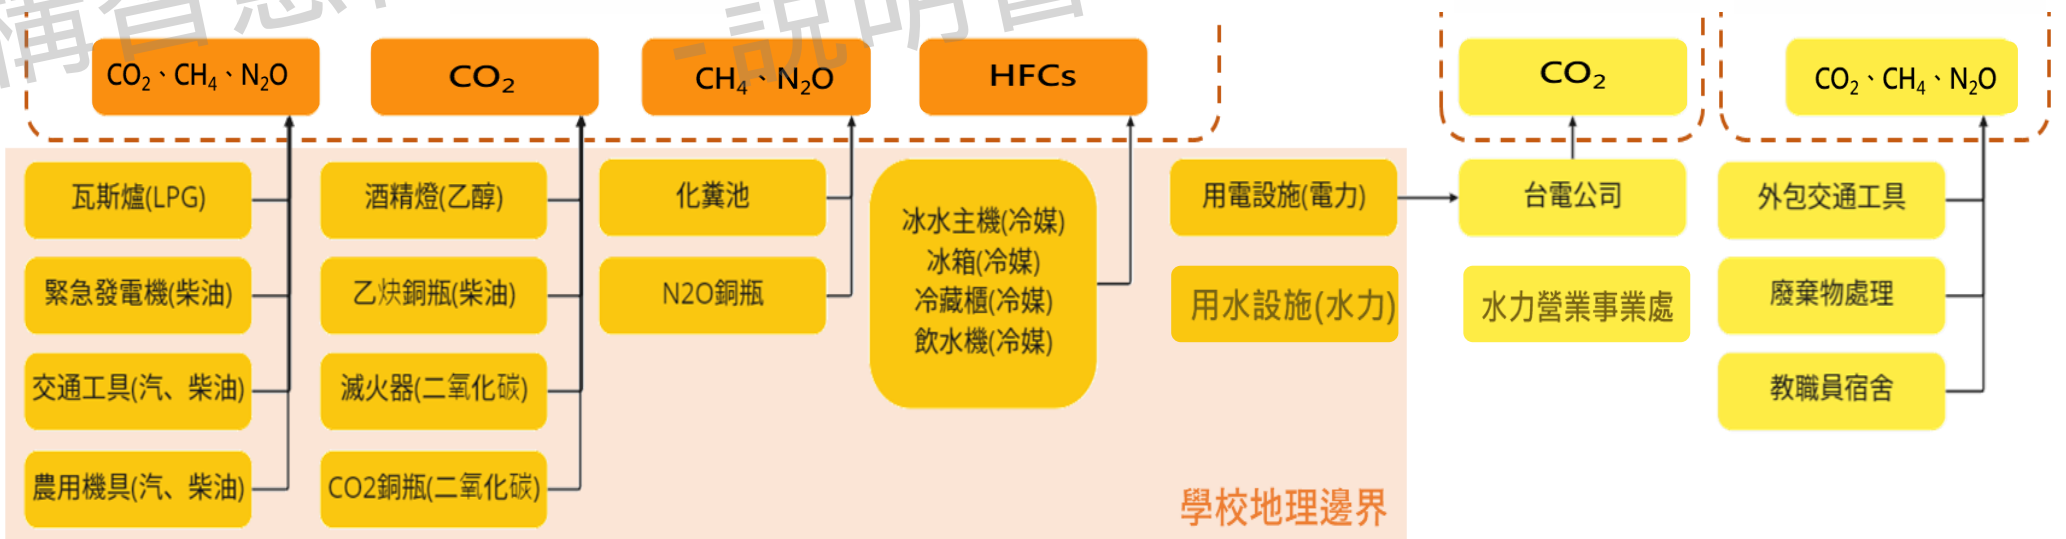 CO₂、CH₄、N₂O
CO₂
CH₄、N₂O
HFCs
CO₂
CO₂、CH₄、N₂O
瓦斯爐(LPG)
緊急發電機(柴油)
交通工具(汽、柴油)
農用機具(汽、柴油)
酒精燈(乙醇)
乙炔銅瓶(柴油)
滅火器(二氧化碳)
CO2銅瓶(二氧化碳)
化糞池
N2O銅瓶
冰水主機(冷媒)
冰箱(冷媒)
冷藏櫃(冷媒)
飲水機(冷媒)
用電設施(電力)
用水設施(水力)
台電公司
水力營業事業處
外包交通工具
廢棄物處理
教職員宿舍
學校地理邊界
-說明會